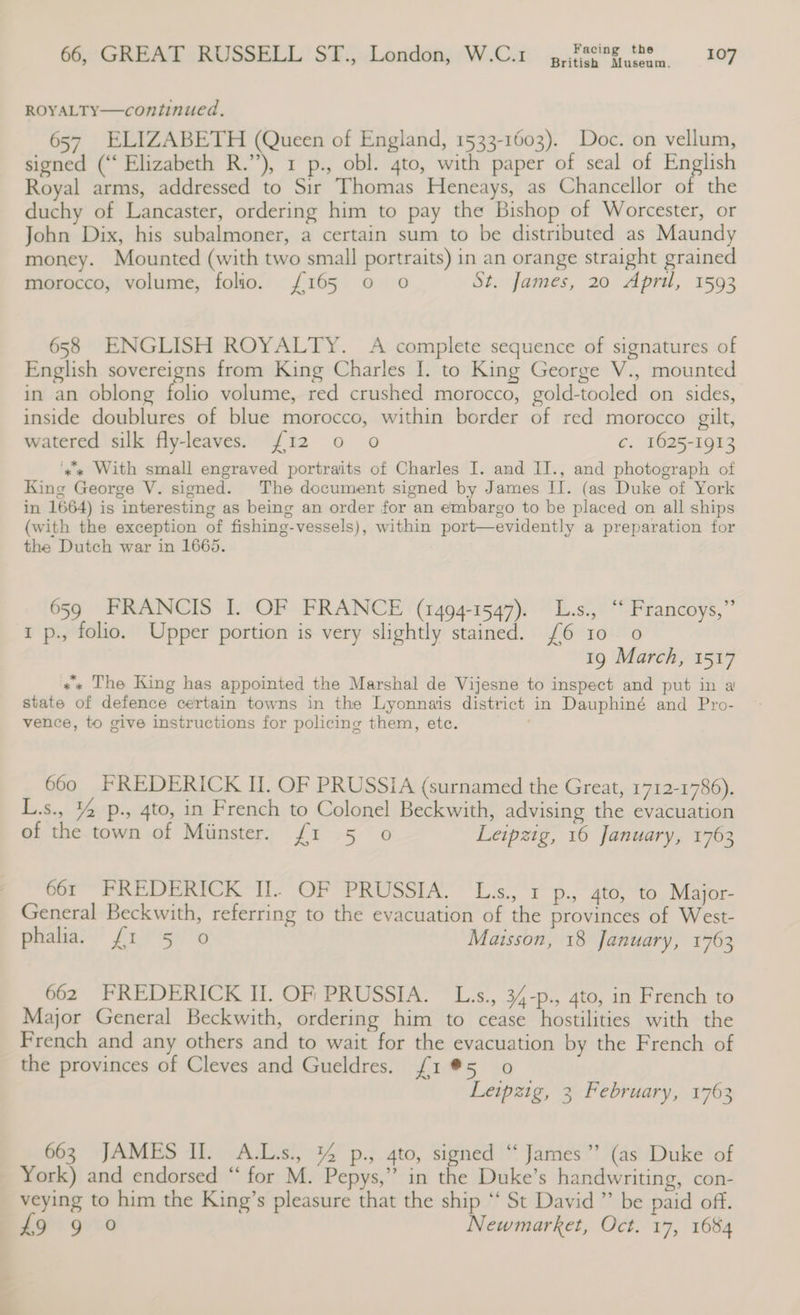 66, GREAT RUSSELL ST., London, W.C.1 Facing the British Museum. 107
ROYALTY—continued.
657 ELIZABETH (Queen of England, 1533-1603). Doc. on vellum,
signed (“ Elizabeth R.”), 1 p., obl. 4to, with paper of seal of English
Royal arms, addressed to Sir Thomas Heneays, as Chancellor of the
duchy of Lancaster, ordering him to pay the Bishop of Worcester, or
John Dix, his subalmoner, a certain sum to be distributed as Maundy
money. Mounted (with two small portraits) in an orange straight grained
morocco, volume, folio. £165 0 0 St. James, 20 April, 1593
658 ENGLISH ROYALTY. A complete sequence of signatures of
English sovereigns from King Charles I. to King George V., mounted
in an oblong folio volume, red crushed morocco, gold-tooled on sides,
inside doublures of blue morocco, within border of red morocco gilt,
watered silk fly-leaves. £12 0 0 c. 1625-1913
*** With small engraved portraits of Charles I. and II., and photograph of
King George V. signed. The document signed by James II. (as Duke of York
in 1664) is interesting as being an order for an embargo to be placed on all ships
(with the exception of fishing-vessels), within port—evidently a preparation for
the Dutch war in 1665.
659 FRANCIS I. OF FRANCE (1494-1547). L.s., “ Francoys,”
1 p., folio. Upper portion is very slightly stained. £6 10 0
19 March, 1517
*** The King has appointed the Marshal de Vijesne to inspect and put in a
state of defence certain towns in the Lyonnais district in Dauphiné and Pro-
vence, to give instructions for policing them, etc.
660 FREDERICK II. OF PRUSSIA (surnamed the Great, 1712-1786).
L.s., ½ p., 4to, in French to Colonel Beckwith, advising the evacuation
of the town of Münster. £1 5 0 Leipzig, 16 January, 1763
661 FREDERICK II. OF PRUSSIA. L.s., 1 p., 4to, to Major-
General Beckwith, referring to the evacuation of the provinces of West-
phalia. £1 5 0 Maisson, 18 January, 1763
662 FREDERICK II. OF PRUSSIA. L.s., ¾-p., 4to, in French to
Major General Beckwith, ordering him to cease hostilities with the
French and any others and to wait for the evacuation by the French of
the provinces of Cleves and Gueldres. £1 5 0
Leipzig, 3 February, 1763
663 JAMES II. A.L.s., ½ p., 4to, signed “ James ” (as Duke of
York) and endorsed “ for M. Pepys,” in the Duke’s handwriting, con-
veying to him the King’s pleasure that the ship “ St David ” be paid off.
£9 9 0 Newmarket, Oct. 17, 1684